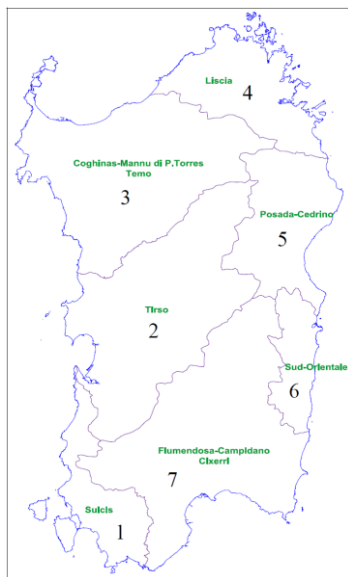 Liscia
4
Coghinas-Mannu di P.Torres
Temo
3
Posada-Cedrino
5
Tirso
2
Sud-Orientale
6
Flumendosa-Campidano
Cixerri
7
Sulcis
1